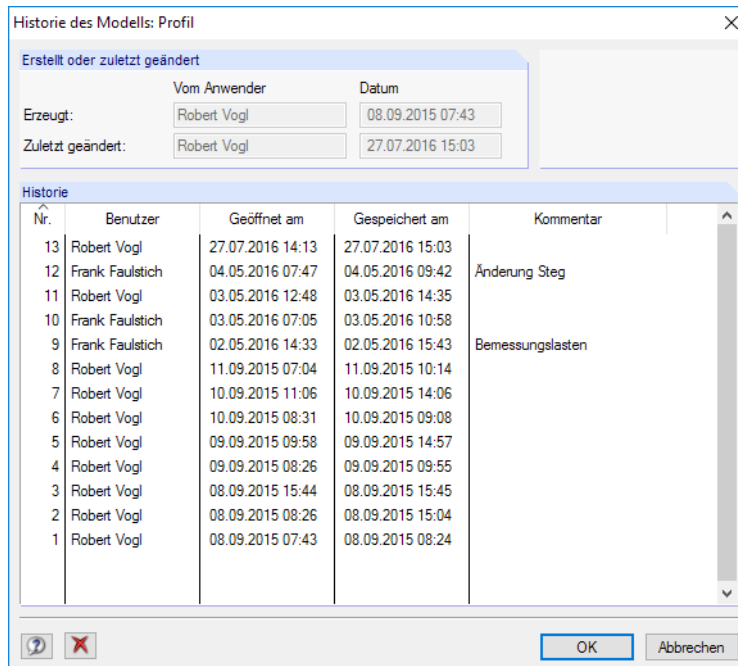 Historie des Modells: Profil
Erstellt oder zuletzt geändert
Vom Anwender Datum
Erzeugt: Robert Vogl 08.09.2015 07:43
Zuletzt geändert: Robert Vogl 27.07.2016 15:03
Historie
Nr. Benutzer Geöffnet am Gespeichert am Kommentar
13 Robert Vogl 27.07.2016 14:13 27.07.2016 15:03
12 Frank Faulstich 04.05.2016 07:47 04.05.2016 09:42 Änderung Steg
11 Robert Vogl 03.05.2016 12:48 03.05.2016 14:35
10 Frank Faulstich 03.05.2016 07:05 03.05.2016 10:58
9 Frank Faulstich 02.05.2016 14:33 02.05.2016 15:43 Bemessungslasten
8 Robert Vogl 11.09.2015 07:04 11.09.2015 10:14
7 Robert Vogl 10.09.2015 11:06 10.09.2015 14:06
6 Robert Vogl 10.09.2015 08:31 10.09.2015 09:08
5 Robert Vogl 09.09.2015 09:58 09.09.2015 14:57
4 Robert Vogl 09.09.2015 08:26 09.09.2015 09:55
3 Robert Vogl 08.09.2015 15:44 08.09.2015 15:45
2 Robert Vogl 08.09.2015 08:26 08.09.2015 15:04
1 Robert Vogl 08.09.2015 07:43 08.09.2015 08:24
OK Abbrechen